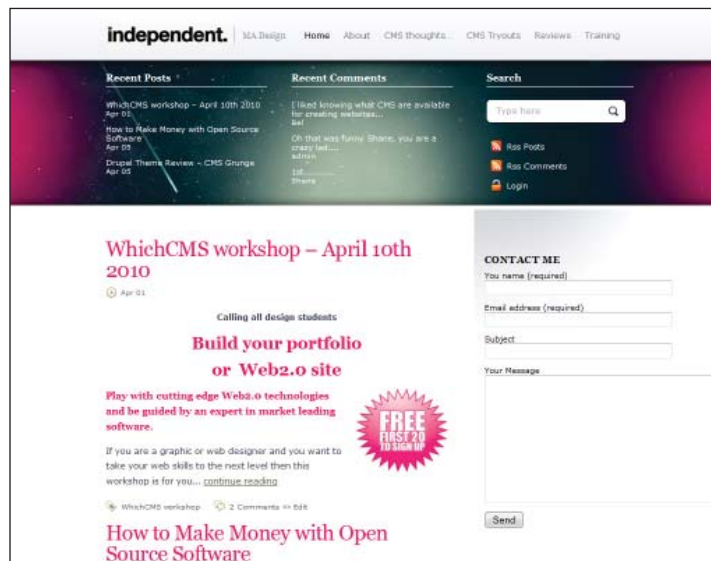 independent. MA Design Home About CMS thoughts... CMS Tryouts Reviews Training
Recent Posts
WhichCMS workshop – April 10th 2010
Apr 01
How to Make Money with Open Source
Software
Apr 05
Drupal Theme Review – CMS Grunge
Apr 05
Recent Comments
I liked knowing what CMS are available
for creating websites...
Bel
Oh that was funny Shane, you are a
crazy lad....
admin
1st...........
Shane
Search
Type here
Rss Posts
Rss Comments
Login
WhichCMS workshop – April 10th
2010
Apr 01
Calling all design students
Build your portfolio
or Web2.0 site
Play with cutting edge Web2.0 technologies
and be guided by an expert in market leading
software.
FREE
FIRST 20
TO SIGN UP
If you are a graphic or web designer and you want to
take your web skills to the next level then this
workshop is for you... continue reading
WhichCMS workshop 2 Comments Edit
How to Make Money with Open
Source Software
CONTACT ME
You name (required)
Email address (required)
Subject
Your Message
Send